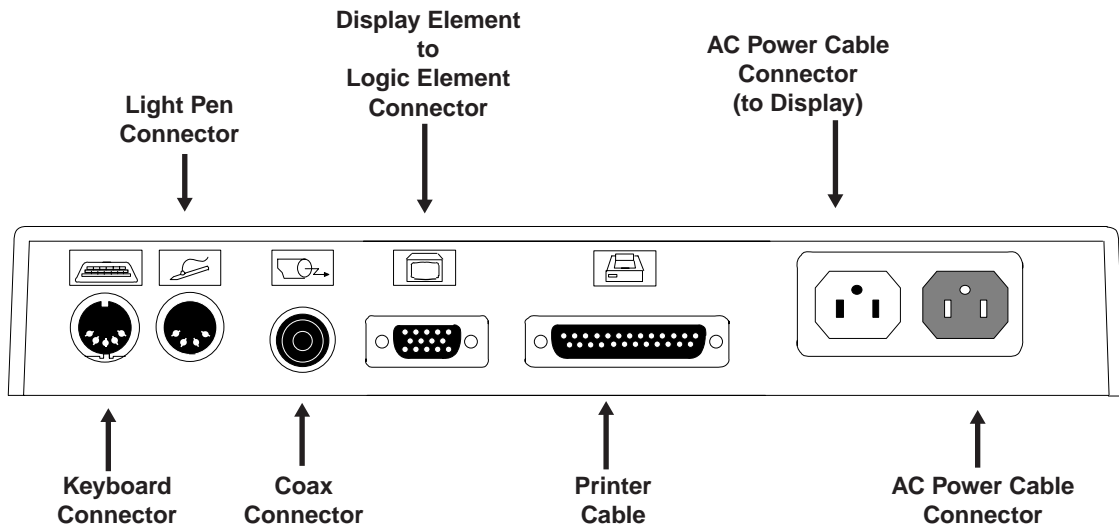 Display Element
to
Logic Element
Connector
AC Power Cable
Connector
(to Display)
Light Pen
Connector
Keyboard
Connector
Coax
Connector
Printer
Cable
AC Power Cable
Connector